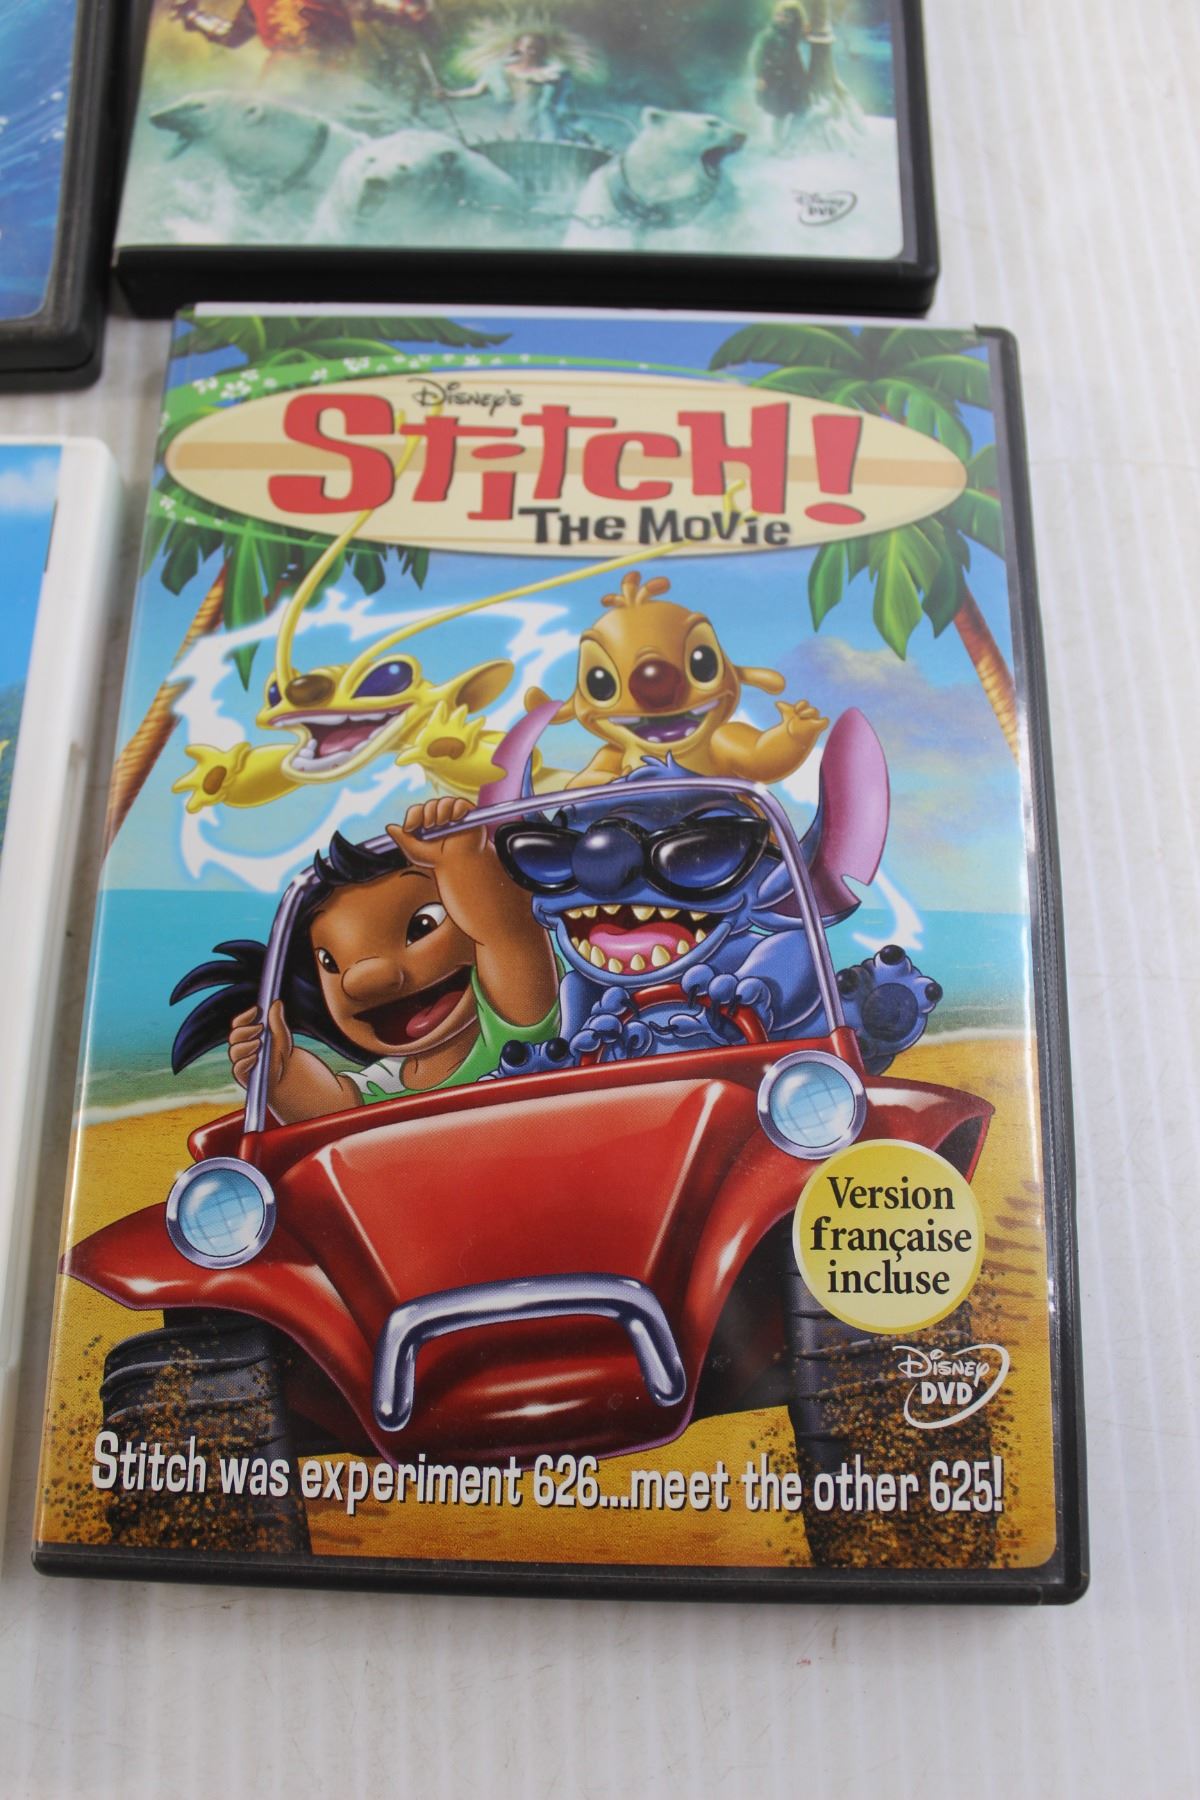 Disney
DVD
Disney's
Stitch!
The Movie
Version
française
incluse
Disney
DVD
Stitch was experiment 626...meet the other 625!